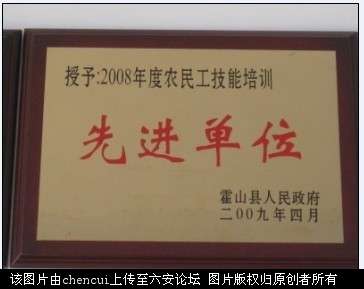 授予:2008年度农民工技能培训
先进单位
霍山县人民政府
二00九年四月
该图片由chencui上传至六安论坛 图片版权归原创者所有